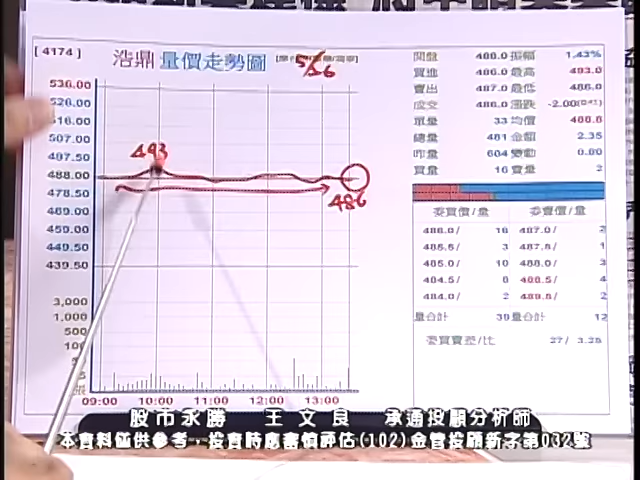 [4174] 浩鼎 量價走勢圖
5/26
536.00
526.00
516.00
507.00
497.50
488.00
478.50
469.00
459.00
449.50
439.50
3,000
1,000
500
100
09:00 10:00 11:00 12:00 13:00
493
486
開盤 488.0 振幅 1.43%
買進 486.0 最高 493.0
賣出 487.0 最低 486.0
成交 486.0 漲跌 -2.00
單量 33 均價 488.8
總量 481 金額 2.35
昨量 604 變動 0.80
買量 16 賣量 2
委買價/量 委賣價/量
486.0/ 16 487.0/ 2
485.5/ 3 487.5/ 1
485.0/ 10 488.0/ 3
484.5/ 8 488.5/ 4
484.0/ 2 489.5/ 2
量合計 39 量合計 12
委買賣差/比 27/ 3.25
股市永勝 王文良 承通投顧分析師
本資料僅供參考，投資時應審慎評估(102)金管投顧新字第032號